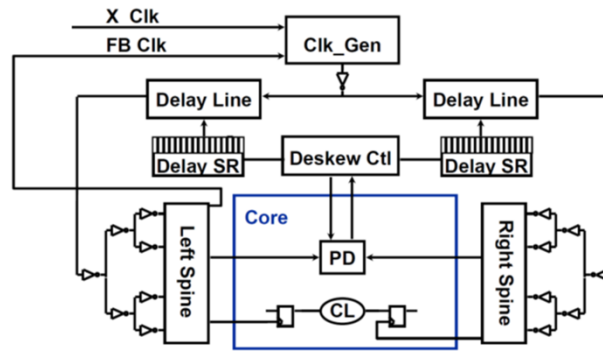 X Clk
FB Clk
Clk_Gen
Delay Line
Delay Line
Delay SR
Deskew Ctl
Delay SR
Core
Left Spine
PD
Right Spine
CL